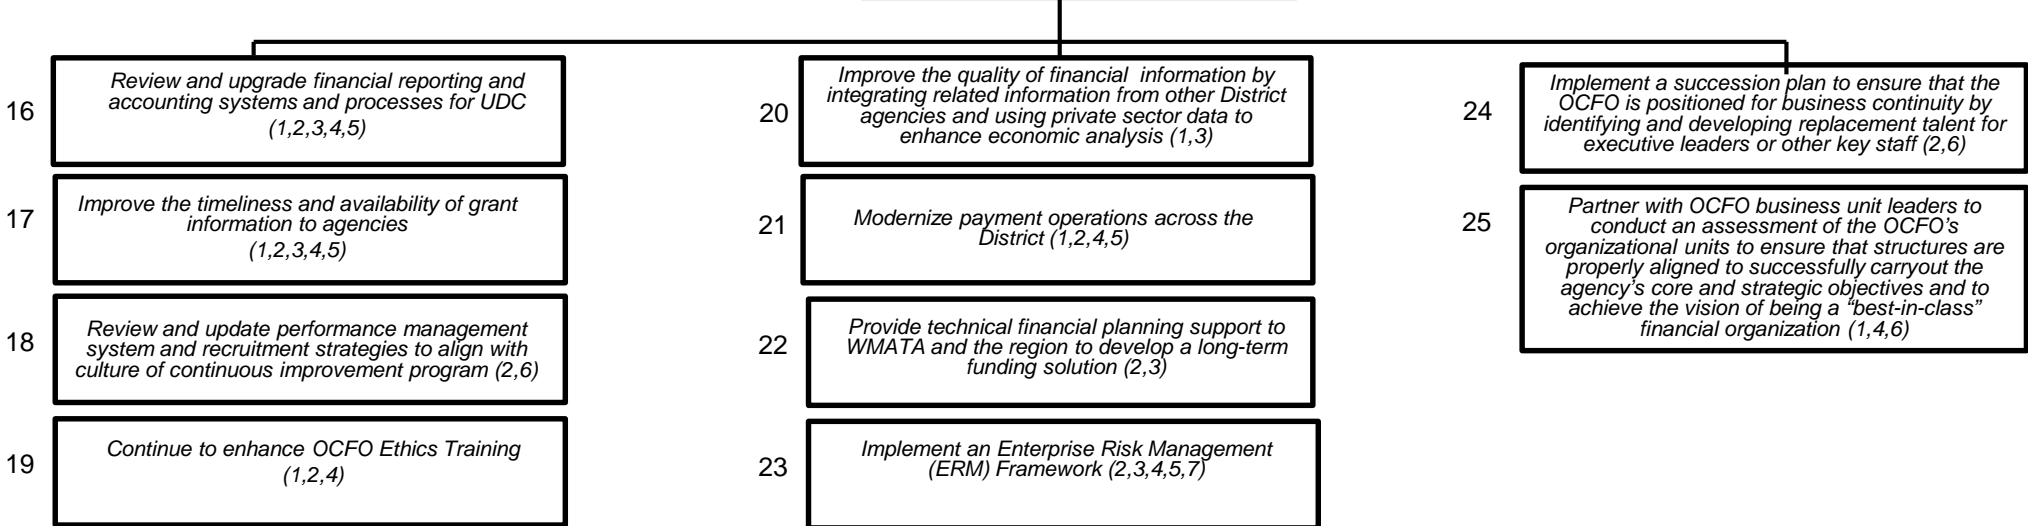 16
Review and upgrade financial reporting and
accounting systems and processes for UDC
(1,2,3,4,5)
17
Improve the timeliness and availability of grant
information to agencies
(1,2,3,4,5)
18
Review and update performance management
system and recruitment strategies to align with
culture of continuous improvement program (2,6)
19
Continue to enhance OCFO Ethics Training
(1,2,4)
20
Improve the quality of financial information by
integrating related information from other District
agencies and using private sector data to
enhance economic analysis (1,3)
21
Modernize payment operations across the
District (1,2,4,5)
22
Provide technical financial planning support to
WMATA and the region to develop a long-term
funding solution (2,3)
23
Implement an Enterprise Risk Management
(ERM) Framework (2,3,4,5,7)
24
Implement a succession plan to ensure that the
OCFO is positioned for business continuity by
identifying and developing replacement talent for
executive leaders or other key staff (2,6)
25
Partner with OCFO business unit leaders to
conduct an assessment of the OCFO’s
organizational units to ensure that structures are
properly aligned to successfully carryout the
agency’s core and strategic objectives and to
achieve the vision of being a “best-in-class”
financial organization (1,4,6)